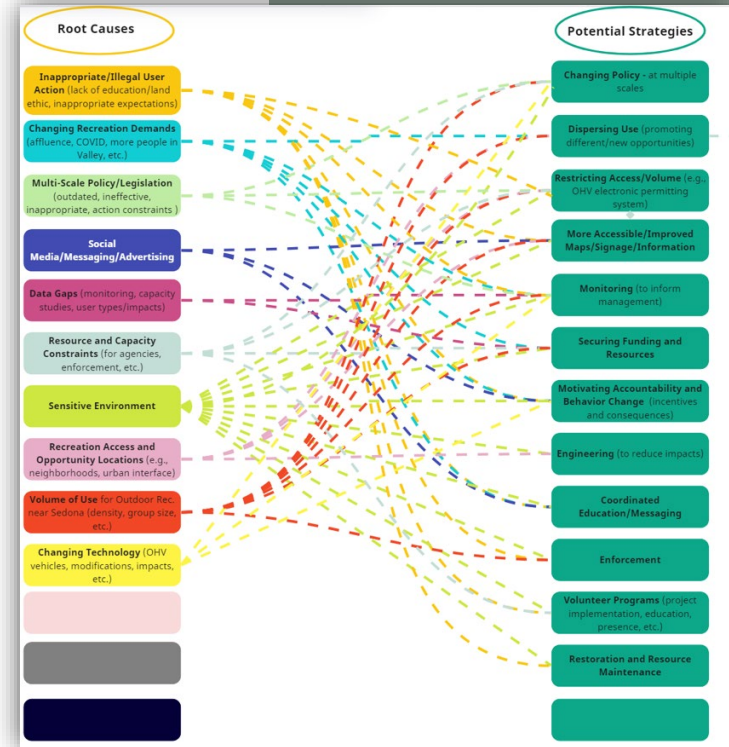 Root Causes
Inappropriate/Illegal User
Action (lack of education/land
ethic, inappropriate expectations)
Changing Recreation Demands
(affluence, COVID, more people in
Valley, etc.)
Multi-Scale Policy/Legislation
(outdated, ineffective,
inappropriate, action constraints )
Social
Media/Messaging/Advertising
Data Gaps (monitoring, capacity
studies, user types/impacts)
Resource and Capacity
Constraints (for agencies,
enforcement, etc.)
Sensitive Environment
Recreation Access and
Opportunity Locations (e.g.,
neighborhoods, urban interface)
Volume of Use for Outdoor Rec.
near Sedona (density, group size,
etc.)
Changing Technology (OHV
vehicles, modifications, impacts,
etc.)
Potential Strategies
Changing Policy - at multiple
scales
Dispersing Use (promoting
different/new opportunities)
Restricting Access/Volume (e.g.,
OHV electronic permitting
system)
More Accessible/Improved
Maps/Signage/Information
Monitoring (to inform
management)
Securing Funding and
Resources
Motivating Accountability and
Behavior Change (incentives
and consequences)
Engineering (to reduce impacts)
Coordinated
Education/Messaging
Enforcement
Volunteer Programs (project
implementation, education,
presence, etc.)
Restoration and Resource
Maintenance